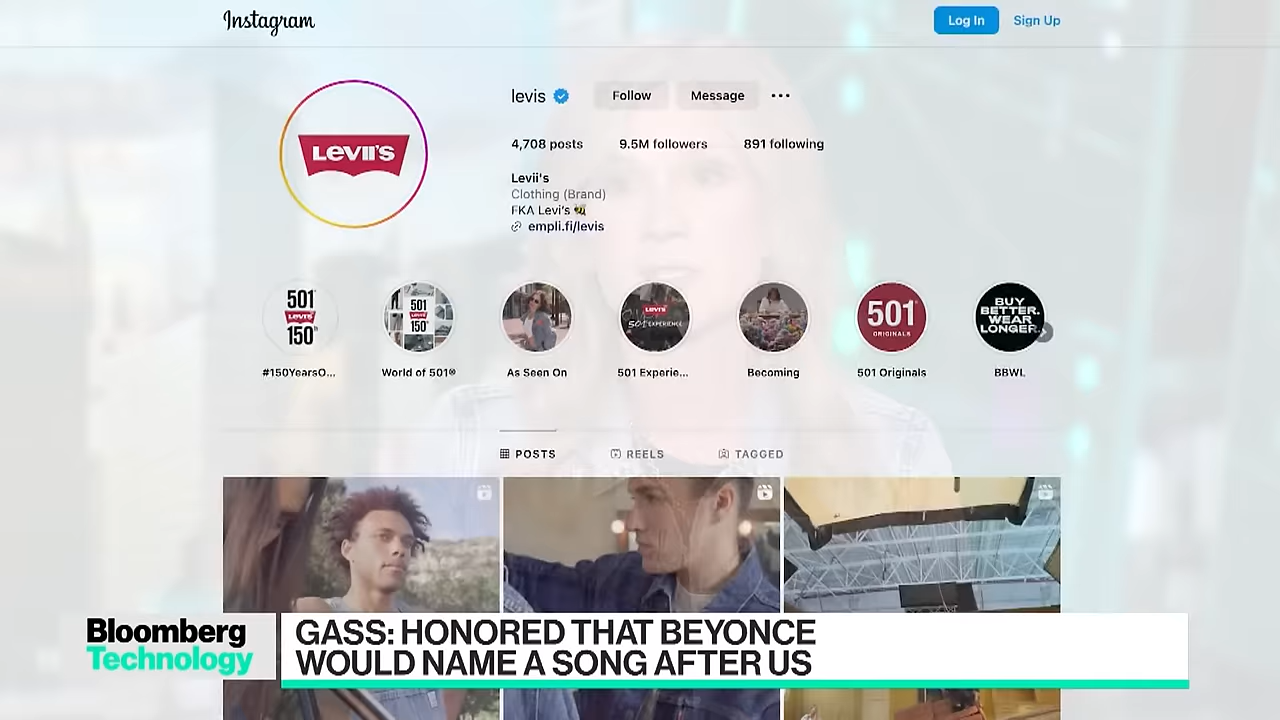 Instagram
Log In
Sign Up
levis
Follow
Message
4,708 posts
9.5M followers
891 following
LEVII'S
Levii's
Clothing (Brand)
FKA Levi's 🐝
empli.fi/levis
501
LEVI'S
150
501
150
LEVI'S
501 EXPERIENCE
501
ORIGINALS
BUY
BETTER.
WEAR
LONGER.
#150YearsO...
World of 501®
As Seen On
501 Experie...
Becoming
501 Originals
BBWL
POSTS
REELS
TAGGED
Bloomberg
Technology
GASS: HONORED THAT BEYONCE
WOULD NAME A SONG AFTER US